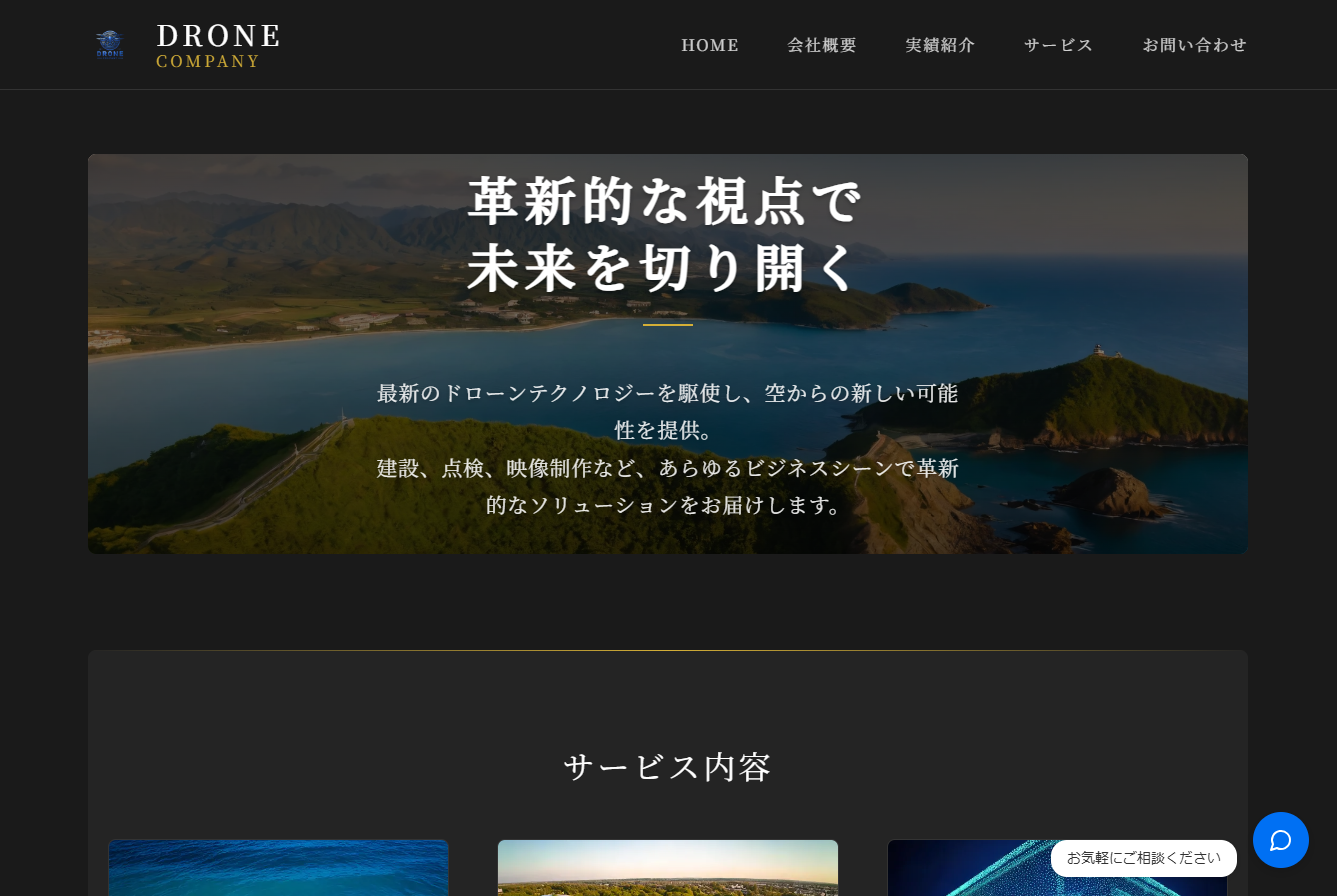 DRONE
DRONE
COMPANY
HOME
会社概要
実績紹介
サービス
お問い合わせ
革新的な視点で
未来を切り開く
最新のドローンテクノロジーを駆使し、空からの新しい可能
性を提供。
建設、点検、映像制作など、あらゆるビジネスシーンで革新
的なソリューションをお届けします。
サービス内容
お気軽にご相談ください